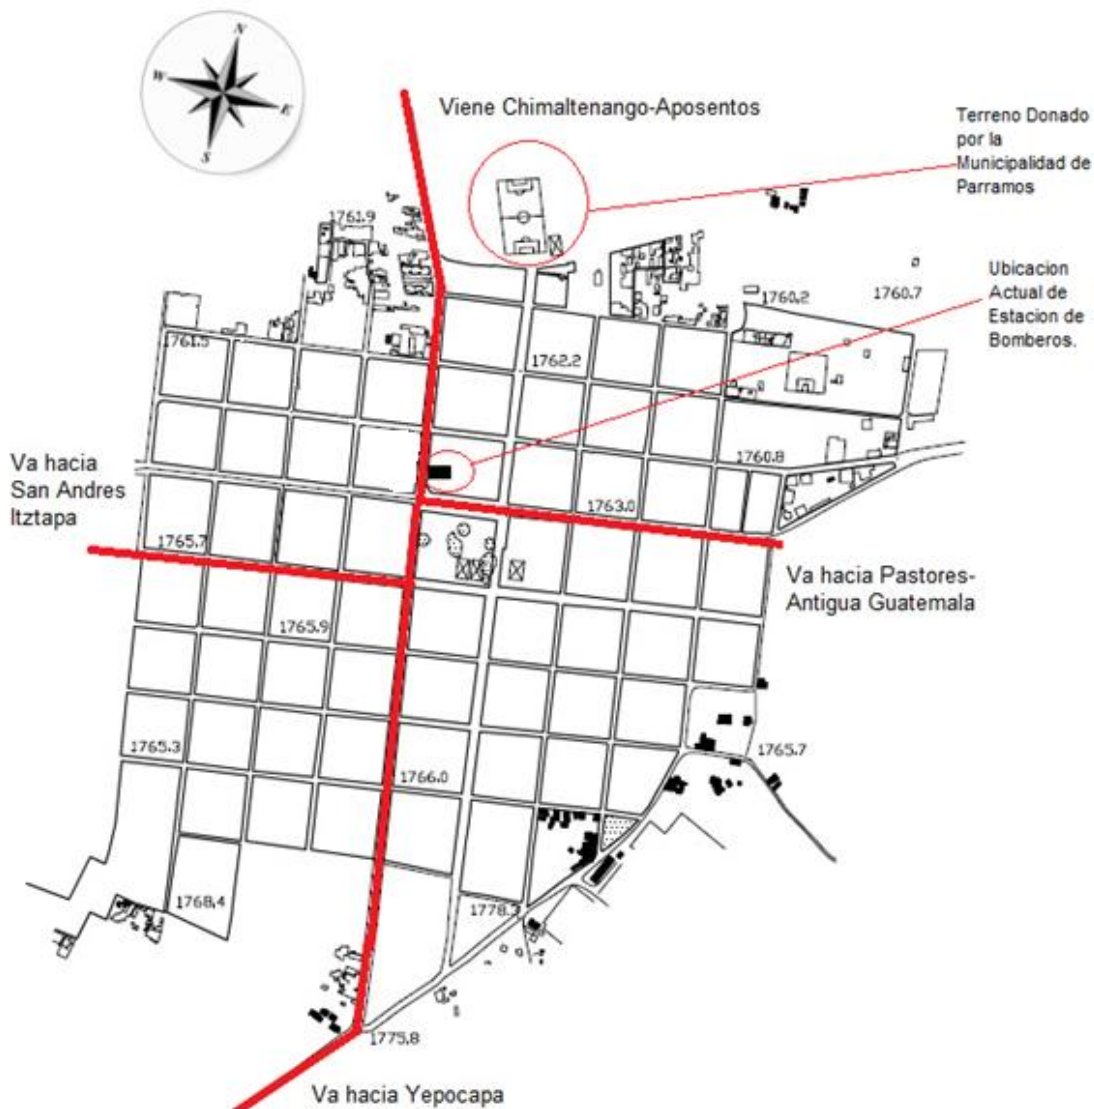 N
W
E
S
Viene Chimaltenango-Aposentos
Terreno Donado
por la
Municipalidad de
Parramos
1761.9
Ubicacion
Actual de
Estacion de
Bomberos.
1760.2
1760.7
1761.5
1762.2
1760.8
Va hacia
San Andres
Itztapa
1763.0
1765.7
Va hacia Pastores-
Antigua Guatemala
1765.9
1765.3
1766.0
1765.7
1768.4
1775.8
Va hacia Yepocapa